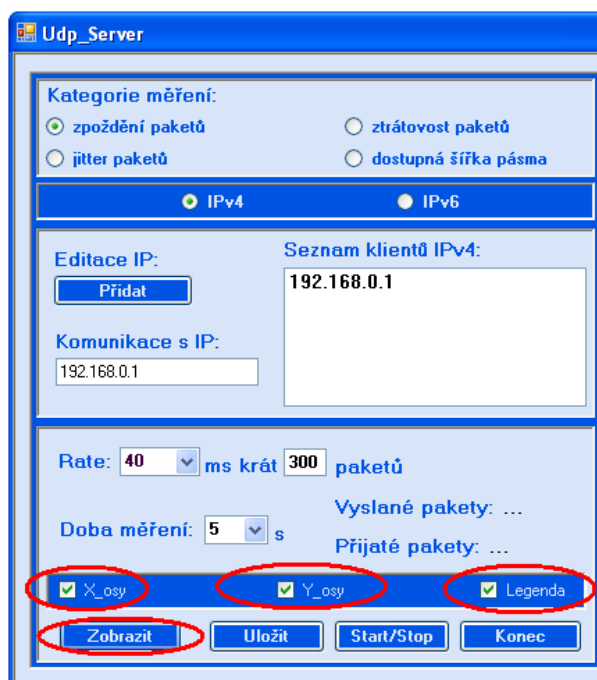 Udp_Server
Kategorie měření:
zpoždění paketů
ztrátovost paketů
jitter paketů
dostupná šířka pásma
IPv4
IPv6
Editace IP:
Přidat
Seznam klientů IPv4:
192.168.0.1
Komunikace s IP:
192.168.0.1
Rate: 40 ms krát 300 paketů
Doba měření: 5 s
Vyslané pakety: ...
Přijaté pakety: ...
X_osy
Y_osy
Legenda
Zobrazit
Uložit
Start/Stop
Konec